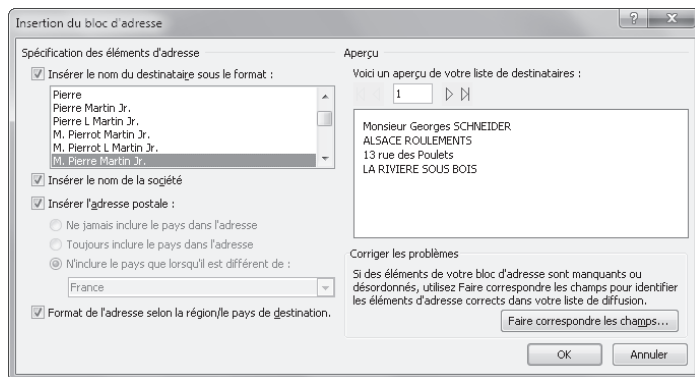 Insertion du bloc d'adresse
Spécification des éléments d'adresse
Insérer le nom du destinataire sous le format :
Pierre
Pierre Martin Jr.
Pierre L Martin Jr.
M. Pierrot Martin Jr.
M. Pierrot L Martin Jr.
M. Pierre Martin Jr.
Insérer le nom de la société
Insérer l'adresse postale :
Ne jamais inclure le pays dans l'adresse
Toujours inclure le pays dans l'adresse
N'inclure le pays que lorsqu'il est différent de :
France
Format de l'adresse selon la région/le pays de destination.
Aperçu
Voici un aperçu de votre liste de destinataires :
1
Monsieur Georges SCHNEIDER
ALSACE ROULEMENTS
13 rue des Poulets
LA RIVIERE SOUS BOIS
Corriger les problèmes
Si des éléments de votre bloc d'adresse sont manquants ou
désordonnés, utilisez Faire correspondre les champs pour identifier
les éléments d'adresse corrects dans votre liste de diffusion.
Faire correspondre les champs...
OK
Annuler